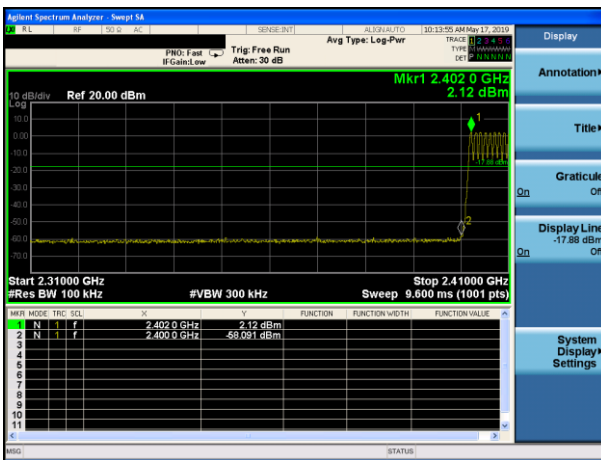 Agilent Spectrum Analyzer - Swept SA
RL RF 50 Ω AC SENSE:INT ALIGNAUTO 10:13:55 AM May 17, 2019
Avg Type: Log-Pwr TRACE 1 2 3 4 5 6
PNO: Fast Trig: Free Run TYPE
IFGain:Low Atten: 30 dB DET P N N N N N
Mkr1 2.402 0 GHz
10 dB/div Ref 20.00 dBm 2.12 dBm
Log
10.0
0.00
-10.0
-20.0
-30.0
-40.0
-50.0
-60.0
-70.0
1
-17.88 dBm
2
Start 2.31000 GHz Stop 2.41000 GHz
#Res BW 100 kHz #VBW 300 kHz Sweep 9.600 ms (1001 pts)
MKR MODE TRC SCL X Y FUNCTION FUNCTION WIDTH FUNCTION VALUE
1 N 1 f 2.402 0 GHz 2.12 dBm
2 N 1 f 2.400 0 GHz -58.091 dBm
3
4
5
6
7
8
9
10
11
MSG STATUS
Display
Annotation
Title
Graticule
On Off
Display Line
-17.88 dBm
On Off
System
Display
Settings